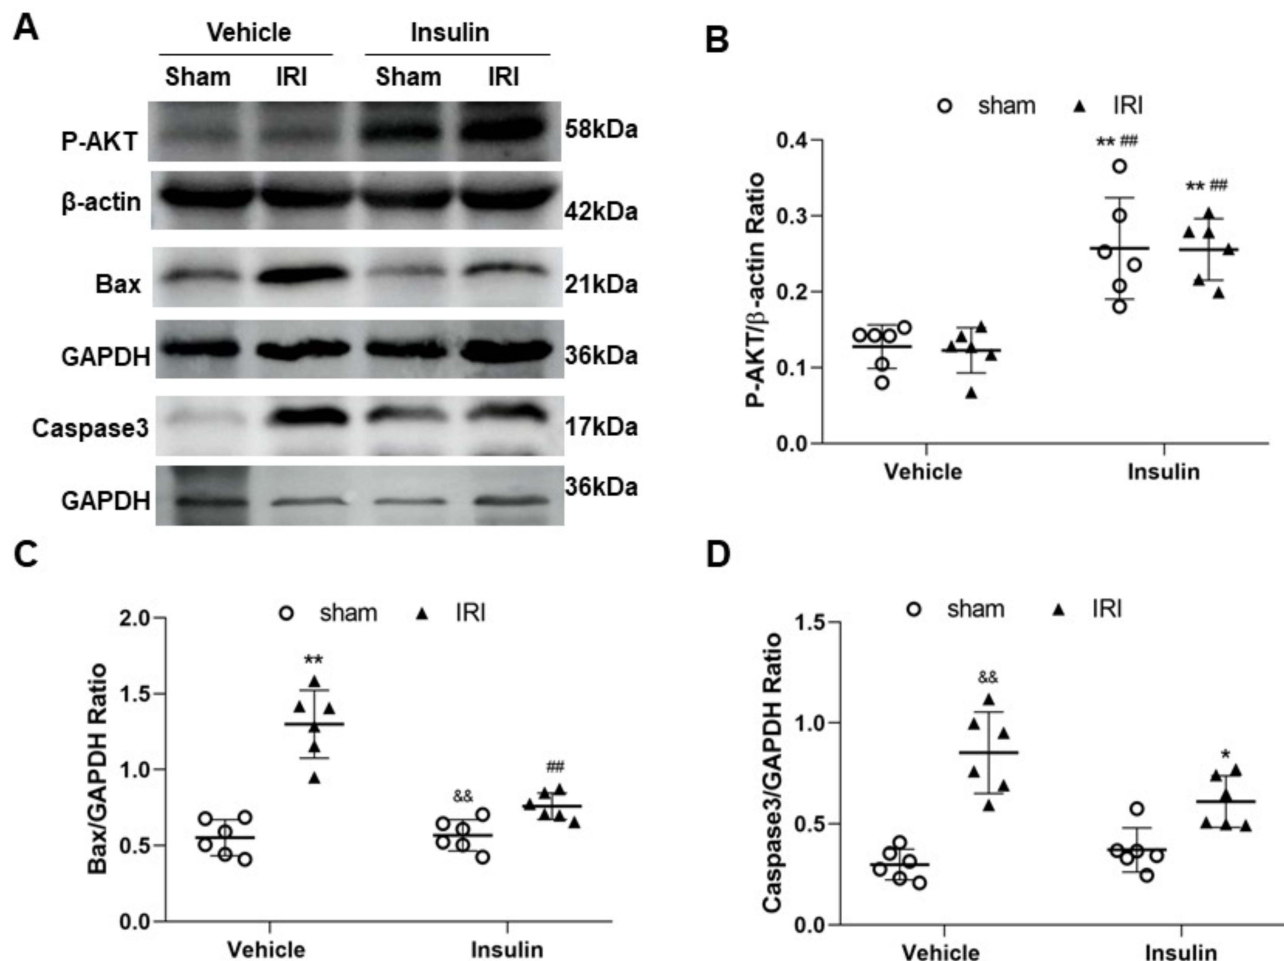 A
Vehicle Insulin
Sham IRI Sham IRI
P-AKT 58kDa
β-actin 42kDa
Bax 21kDa
GAPDH 36kDa
Caspase3 17kDa
GAPDH 36kDa
B
sham IRI
** ##
** ##
P-AKT/β-actin Ratio
0.4
0.3
0.2
0.1
0.0
Vehicle Insulin
C
sham IRI
**
&&
##
Bax/GAPDH Ratio
2.0
1.5
1.0
0.5
0.0
Vehicle Insulin
D
sham IRI
&&
*
Caspase3/GAPDH Ratio
1.5
1.0
0.5
0.0
Vehicle Insulin